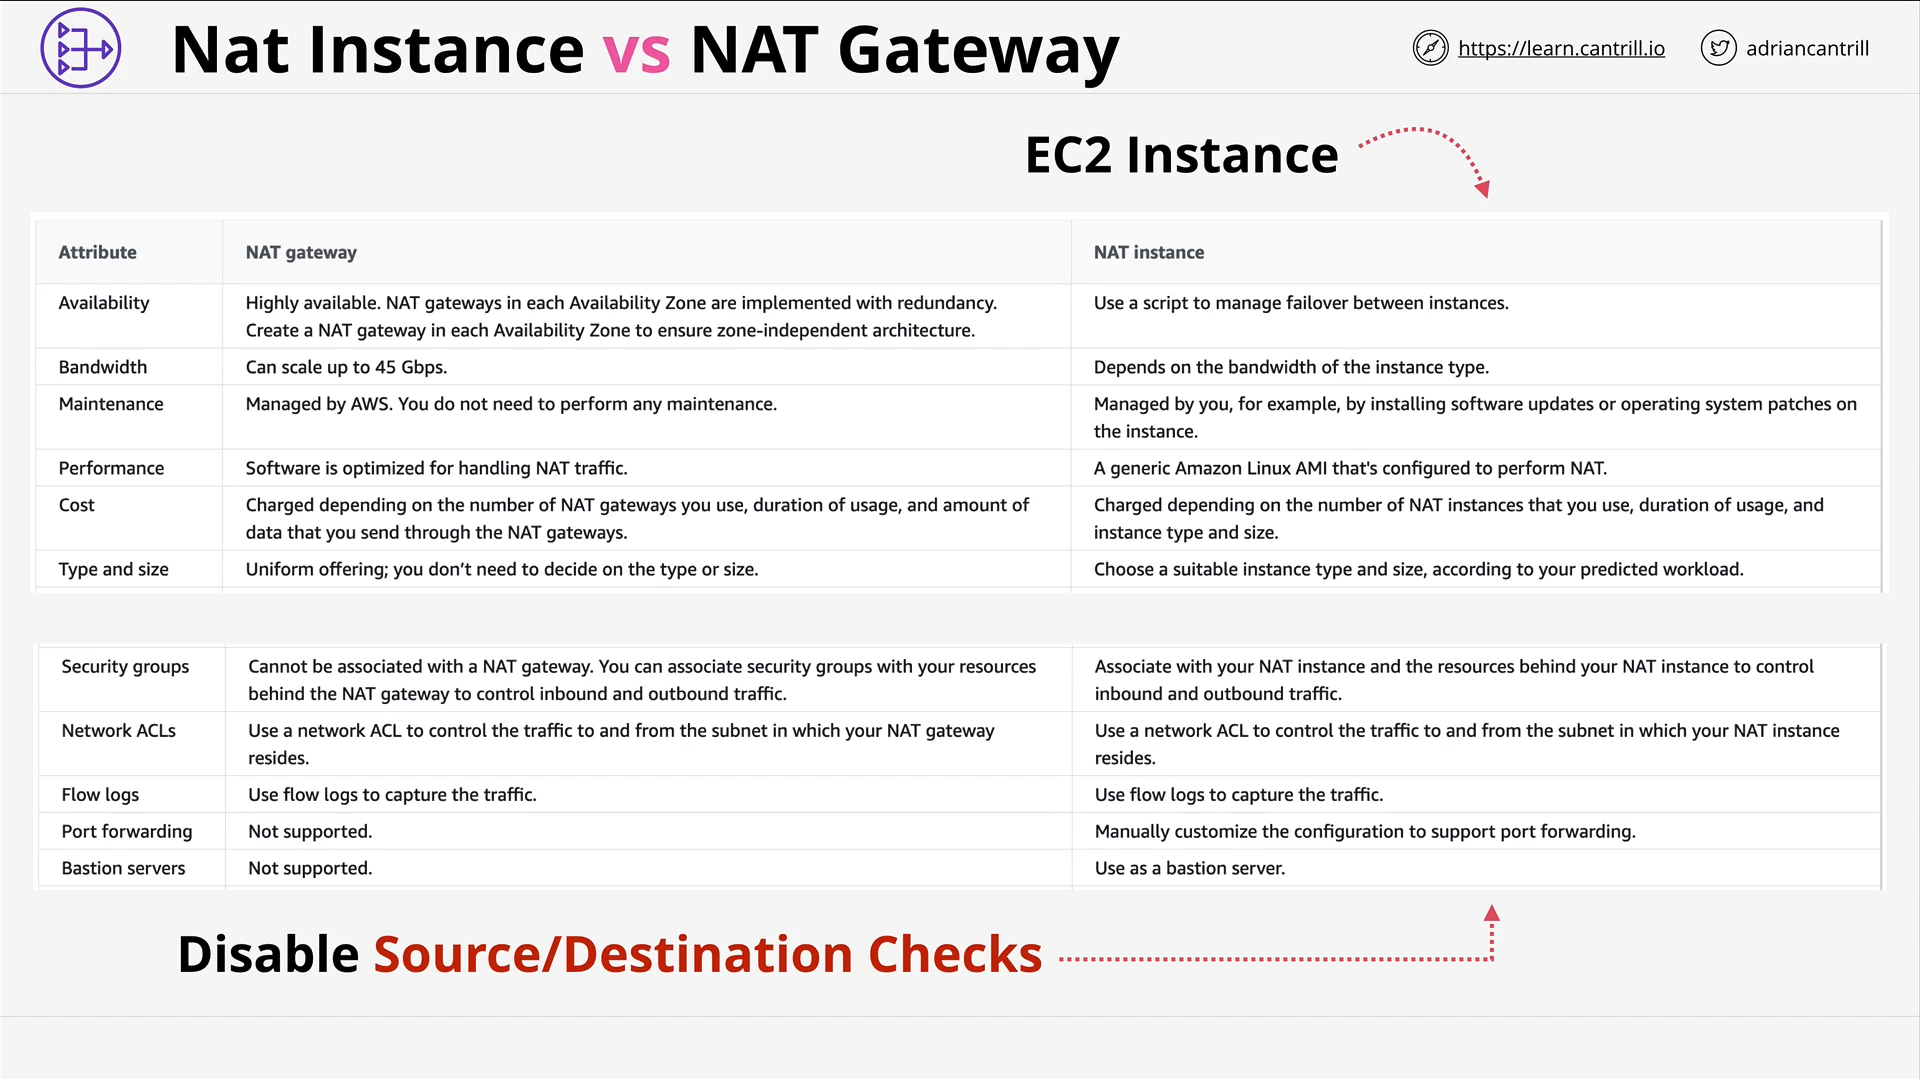 Nat Instance vs NAT Gateway
https://learn.cantrill.io
adriancantrill
EC2 Instance
Attribute
NAT gateway
NAT instance
Availability
Highly available. NAT gateways in each Availability Zone are implemented with redundancy.
Create a NAT gateway in each Availability Zone to ensure zone-independent architecture.
Use a script to manage failover between instances.
Bandwidth
Can scale up to 45 Gbps.
Depends on the bandwidth of the instance type.
Maintenance
Managed by AWS. You do not need to perform any maintenance.
Managed by you, for example, by installing software updates or operating system patches on
the instance.
Performance
Software is optimized for handling NAT traffic.
A generic Amazon Linux AMI that's configured to perform NAT.
Cost
Charged depending on the number of NAT gateways you use, duration of usage, and amount of
data that you send through the NAT gateways.
Charged depending on the number of NAT instances that you use, duration of usage, and
instance type and size.
Type and size
Uniform offering; you don’t need to decide on the type or size.
Choose a suitable instance type and size, according to your predicted workload.
Security groups
Cannot be associated with a NAT gateway. You can associate security groups with your resources
behind the NAT gateway to control inbound and outbound traffic.
Associate with your NAT instance and the resources behind your NAT instance to control
inbound and outbound traffic.
Network ACLs
Use a network ACL to control the traffic to and from the subnet in which your NAT gateway
resides.
Use a network ACL to control the traffic to and from the subnet in which your NAT instance
resides.
Flow logs
Use flow logs to capture the traffic.
Use flow logs to capture the traffic.
Port forwarding
Not supported.
Manually customize the configuration to support port forwarding.
Bastion servers
Not supported.
Use as a bastion server.
Disable Source/Destination Checks